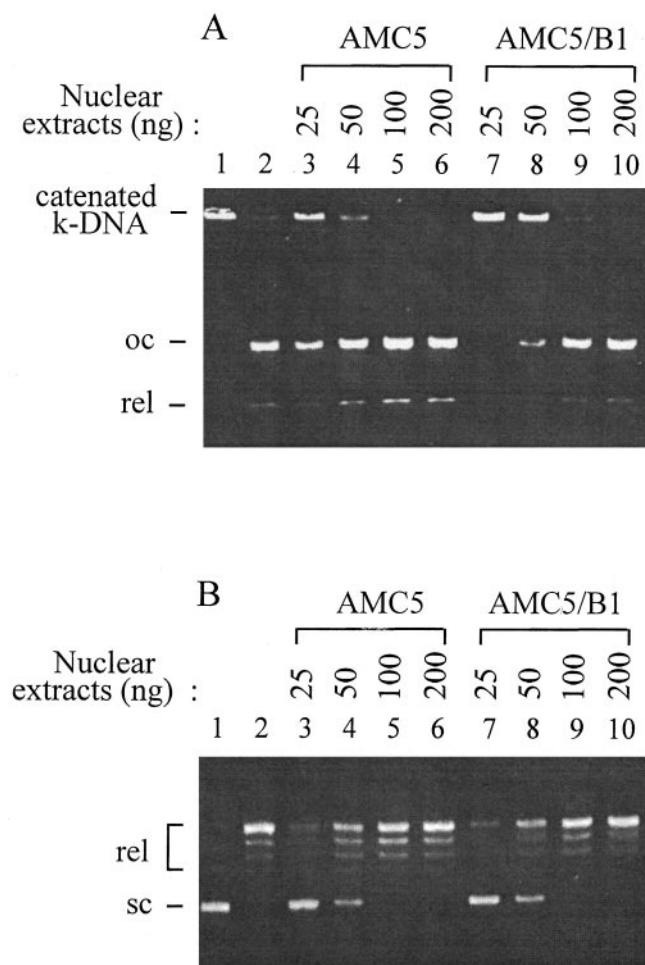 A
AMC5 AMC5/B1
Nuclear
extracts (ng) : 25 50 100 200 25 50 100 200
1 2 3 4 5 6 7 8 9 10
catenated
k-DNA
oc
rel
B
AMC5 AMC5/B1
Nuclear
extracts (ng) : 25 50 100 200 25 50 100 200
1 2 3 4 5 6 7 8 9 10
rel
sc